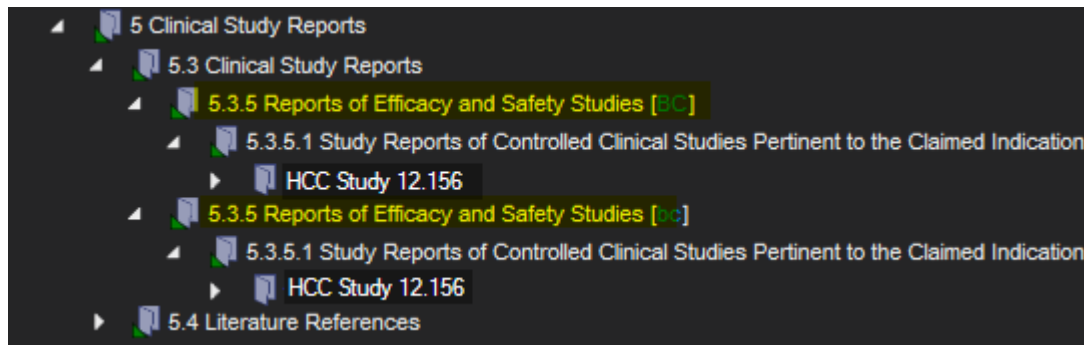 5 Clinical Study Reports
5.3 Clinical Study Reports
5.3.5 Reports of Efficacy and Safety Studies [BC]
5.3.5.1 Study Reports of Controlled Clinical Studies Pertinent to the Claimed Indication
HCC Study 12.156
5.3.5 Reports of Efficacy and Safety Studies [bc]
5.3.5.1 Study Reports of Controlled Clinical Studies Pertinent to the Claimed Indication
HCC Study 12.156
5.4 Literature References